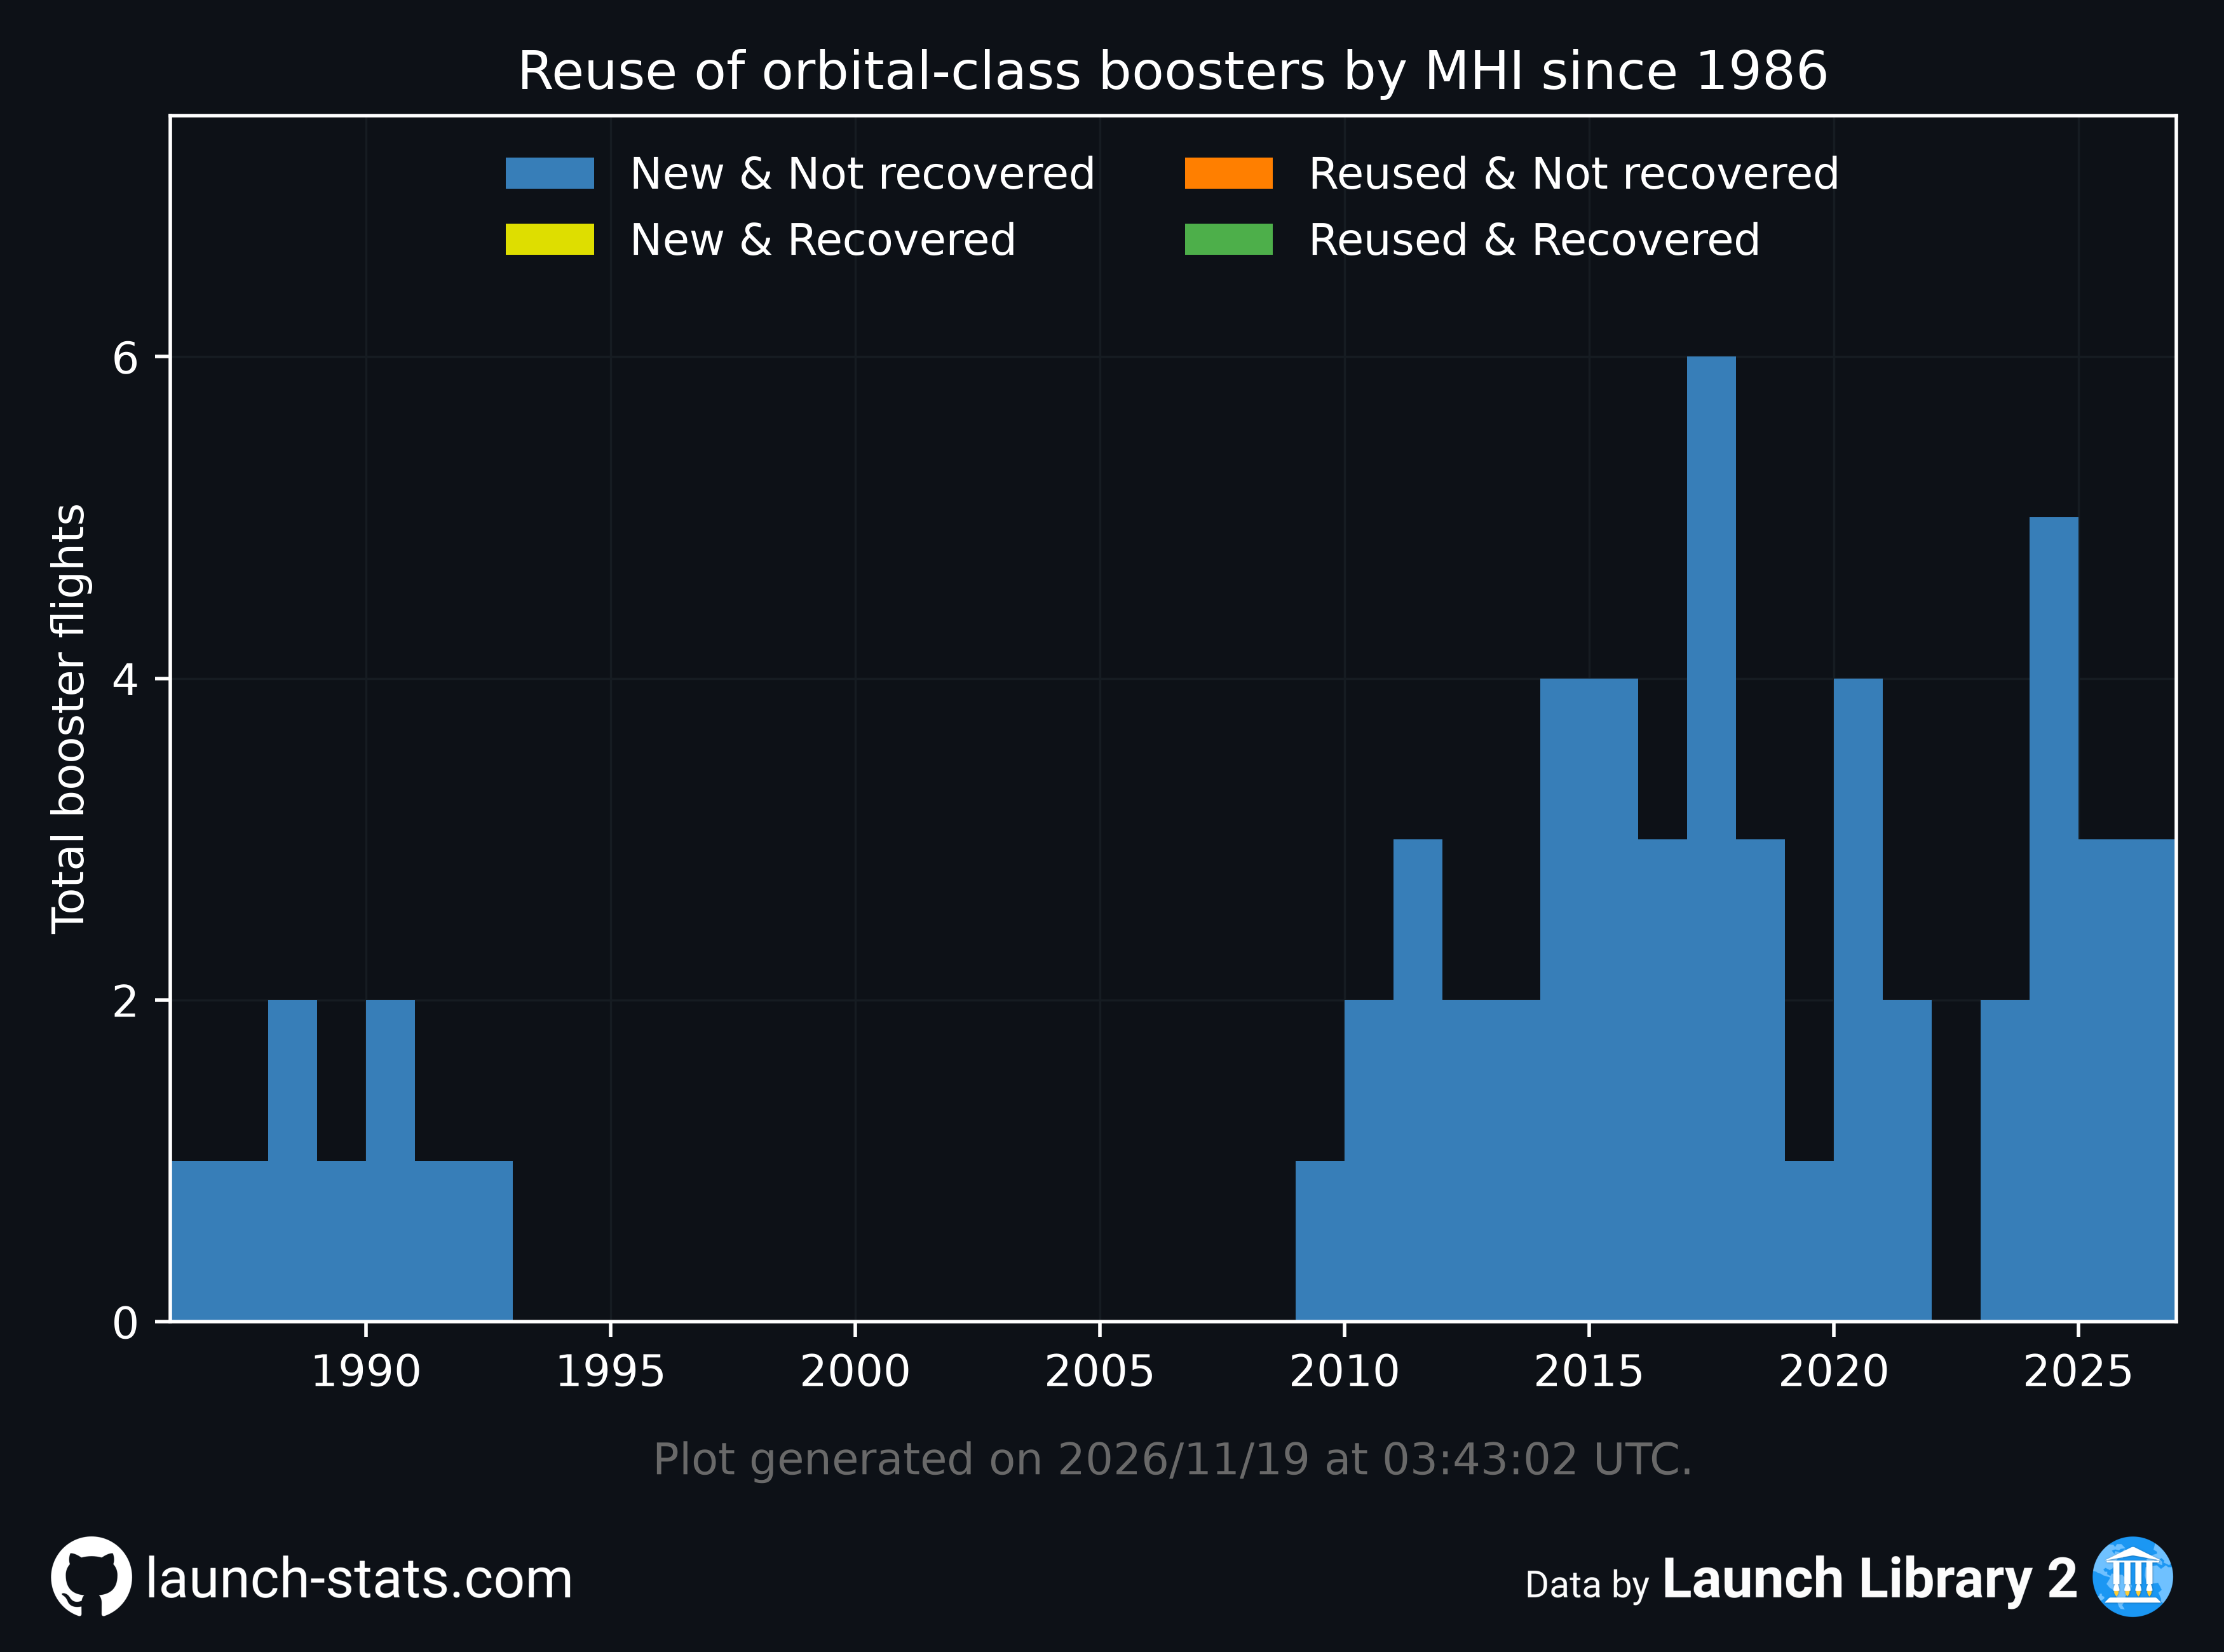 Reuse of orbital-class boosters by MHI since 1986
New & Not recovered
New & Recovered
Reused & Not recovered
Reused & Recovered
Total booster flights
6
4
2
0
1990 1995 2000 2005 2010 2015 2020 2025
Plot generated on 2026/11/19 at 03:43:02 UTC.
launch-stats.com
Data by Launch Library 2